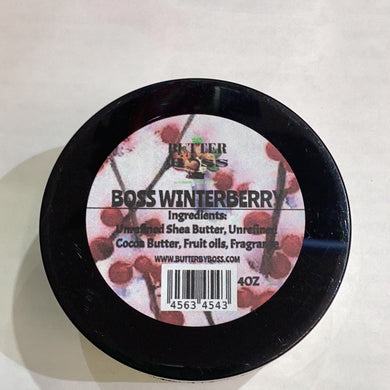 BUTTER
BOSS
BOSS WINTERBERRY
Ingredients:
Unrefined Shea Butter, Unrefined
Cocoa Butter, Fruit oils, Fragrance
WWW.BUTTERBYBOSS.COM
4OZ
4563 4543